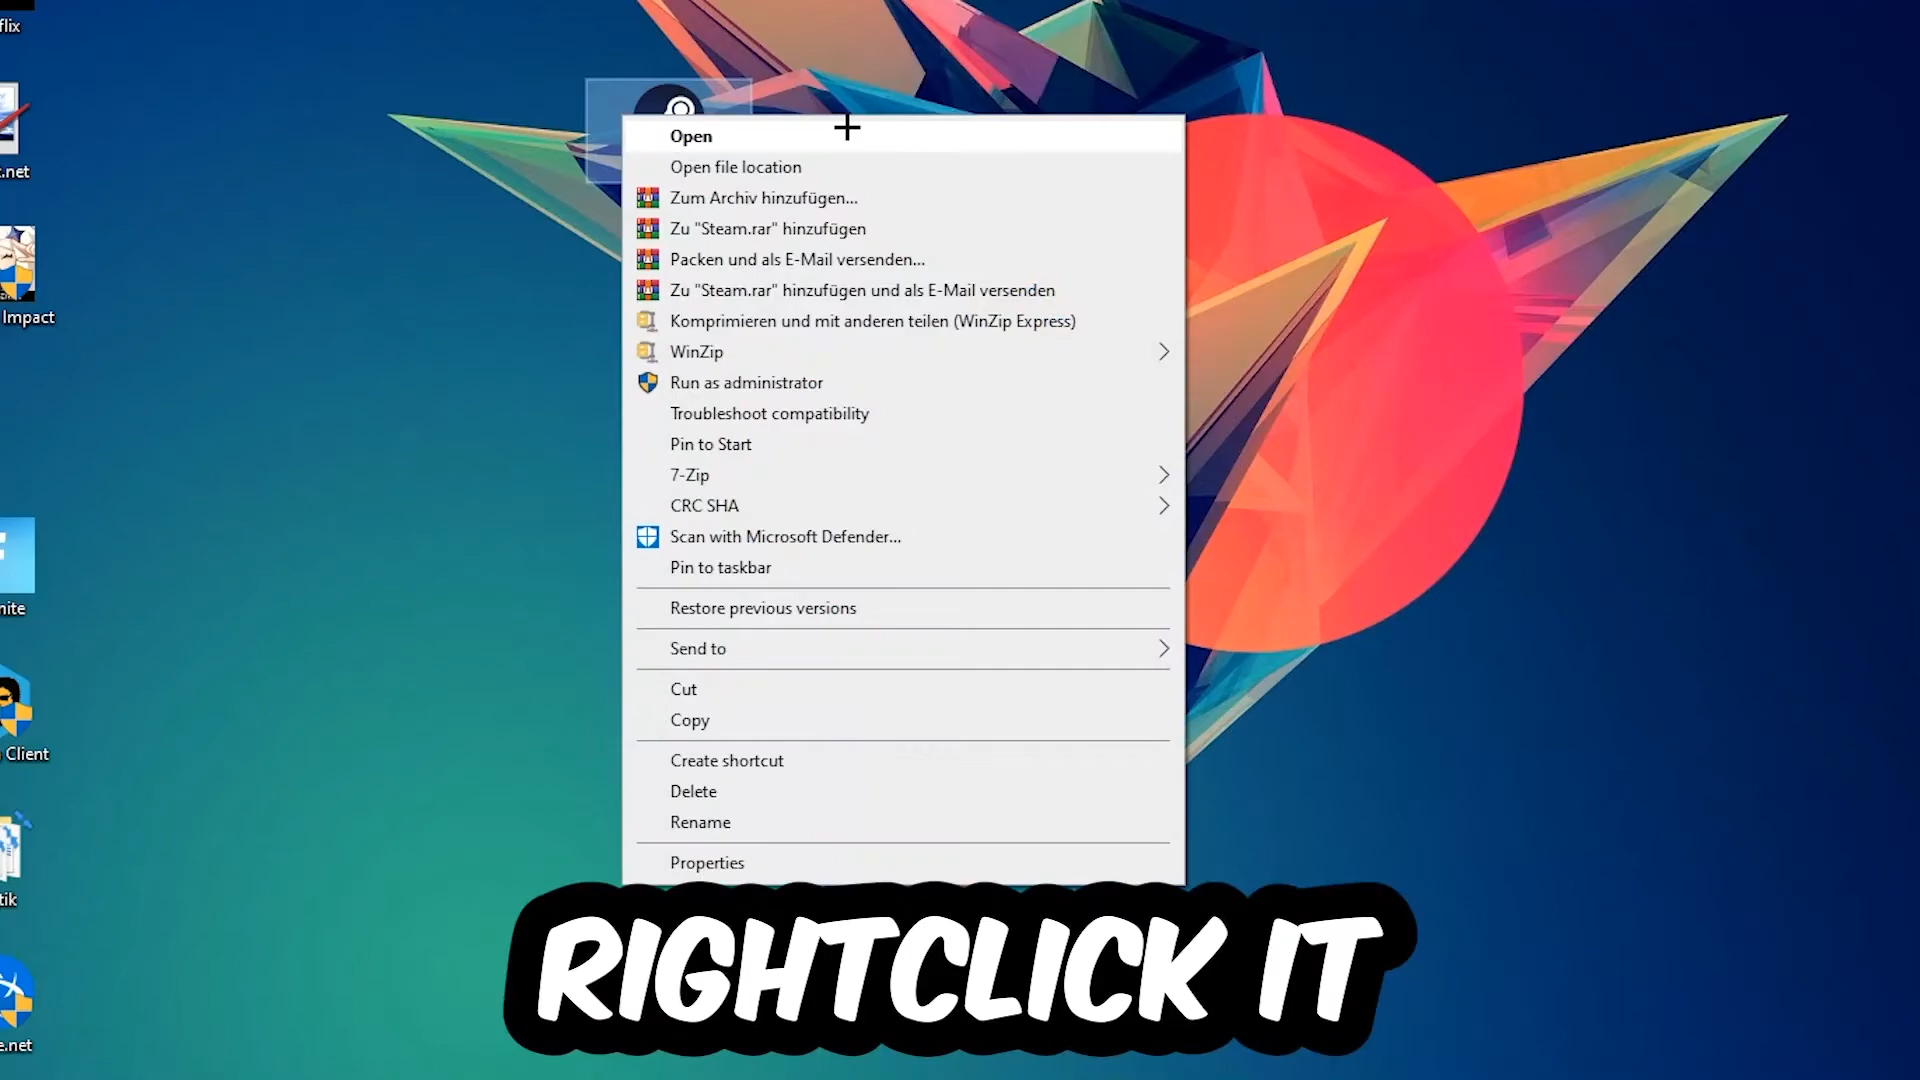 flix
.net
Impact
nite
Client
tik
e.net
Open
Open file location
Zum Archiv hinzufügen...
Zu "Steam.rar" hinzufügen
Packen und als E-Mail versenden...
Zu "Steam.rar" hinzufügen und als E-Mail versenden
Komprimieren und mit anderen teilen (WinZip Express)
WinZip
Run as administrator
Troubleshoot compatibility
Pin to Start
7-Zip
CRC SHA
Scan with Microsoft Defender...
Pin to taskbar
Restore previous versions
Send to
Cut
Copy
Create shortcut
Delete
Rename
Properties
RIGHTCLICK IT